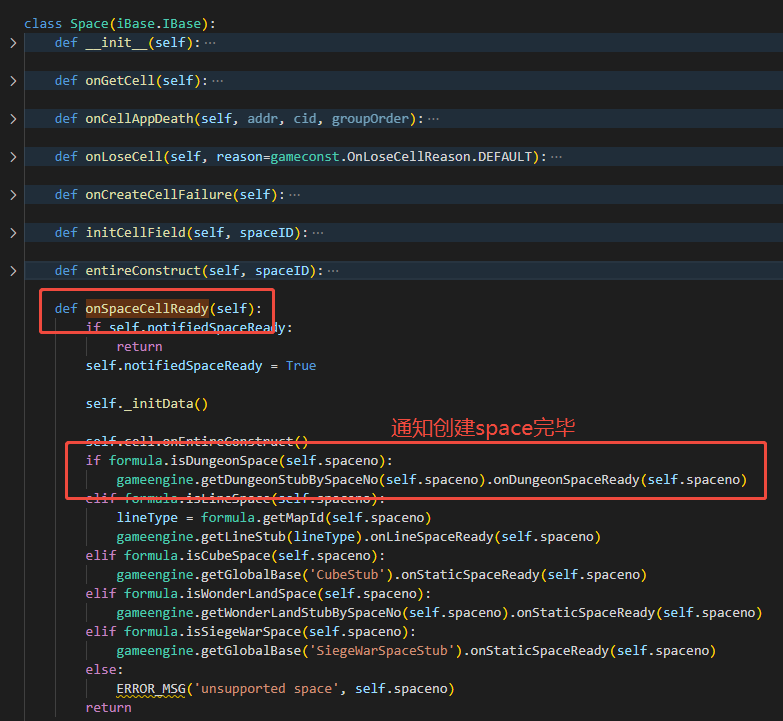 class Space(iBase.IBase):
def __init__(self):···
def onGetCell(self):···
def onCellAppDeath(self, addr, cid, groupOrder):···
def onLoseCell(self, reason=gameconst.OnLoseCellReason.DEFAULT):···
def onCreateCellFailure(self):···
def initCellField(self, spaceID):···
def entireConstruct(self, spaceID):···
def onSpaceCellReady(self):
if self.notifiedSpaceReady:
return
self.notifiedSpaceReady = True
self._initData()
通知创建space完毕
self.cell.onEntireConstruct()
if formula.isDungeonSpace(self.spaceno):
gameengine.getDungeonStubBySpaceNo(self.spaceno).onDungeonSpaceReady(self.spaceno)
elif formula.isLineSpace(self.spaceno):
lineType = formula.getMapId(self.spaceno)
gameengine.getLineStub(lineType).onLineSpaceReady(self.spaceno)
elif formula.isCubeSpace(self.spaceno):
gameengine.getGlobalBase('CubeStub').onStaticSpaceReady(self.spaceno)
elif formula.isWonderLandSpace(self.spaceno):
gameengine.getWonderLandStubBySpaceNo(self.spaceno).onStaticSpaceReady(self.spaceno)
elif formula.isSiegeWarSpace(self.spaceno):
gameengine.getGlobalBase('SiegeWarSpaceStub').onStaticSpaceReady(self.spaceno)
else:
ERROR_MSG('unsupported space', self.spaceno)
return